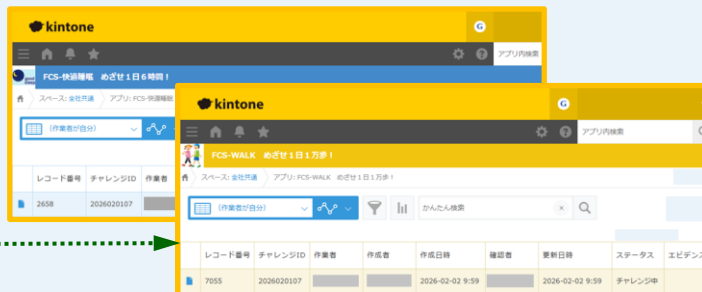 kintone
G
アプリ内検索
FCS-快適睡眠 めざせ1日6時間！
スペース: 全社共通 アプリ: FCS-快適睡眠
(作業者が自分)
レコード番号 チャレンジID 作業者
2658 2026020107
kintone
G
アプリ内検索
FCS-WALK めざせ1日1万歩！
スペース: 全社共通 アプリ: FCS-WALK めざせ1日1万歩！
(作業者が自分) かんたん検索
レコード番号 チャレンジID 作業者 作成者 作成日時 確認者 更新日時 ステータス エビデンス
7055 2026020107 2026-02-02 9:59 2026-02-02 9:59 チャレンジ中